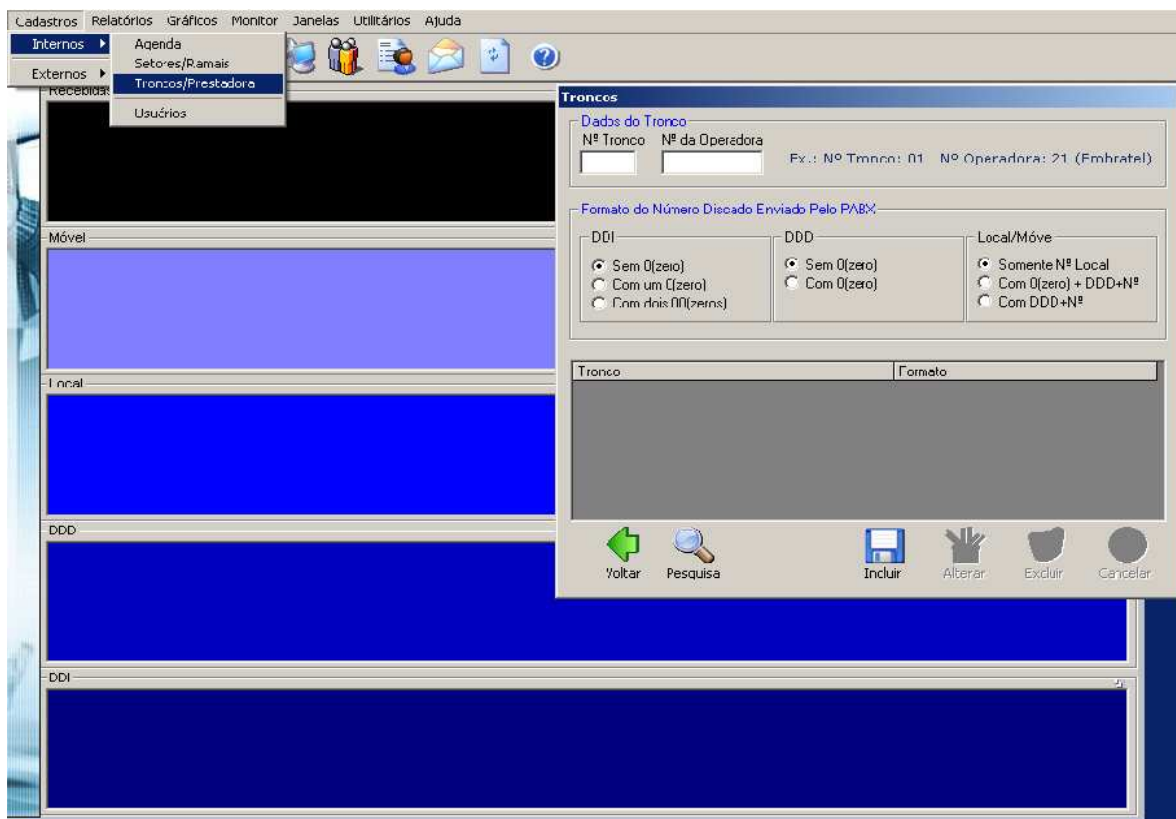 Cadastros Relatórios Gráficos Monitor Janelas Utilitários Ajuda
Internos
Externos
Agenda
Setores/Ramais
Troncos/Prestadora
Usuários
Recebidas
Móvel
Local
DDD
DDI
Troncos
Dados do Tronco
Nº Tronco Nº da Operadora
Ex.: Nº Tronco: 01 Nº Operadora: 21 (Embratel)
Formato do Número Discado Enviado Pelo PABX
DDI DDD Local/Móve
Sem 0(zero) Sem 0(zero) Somente Nº Local
Com um 0(zero) Com 0(zero) Com 0(zero) + DDD+Nº
Com dois 00(zeros) Com DDD+Nº
Tronco Formato
Voltar Pesquisa Incluir Alterar Excluir Cancelar